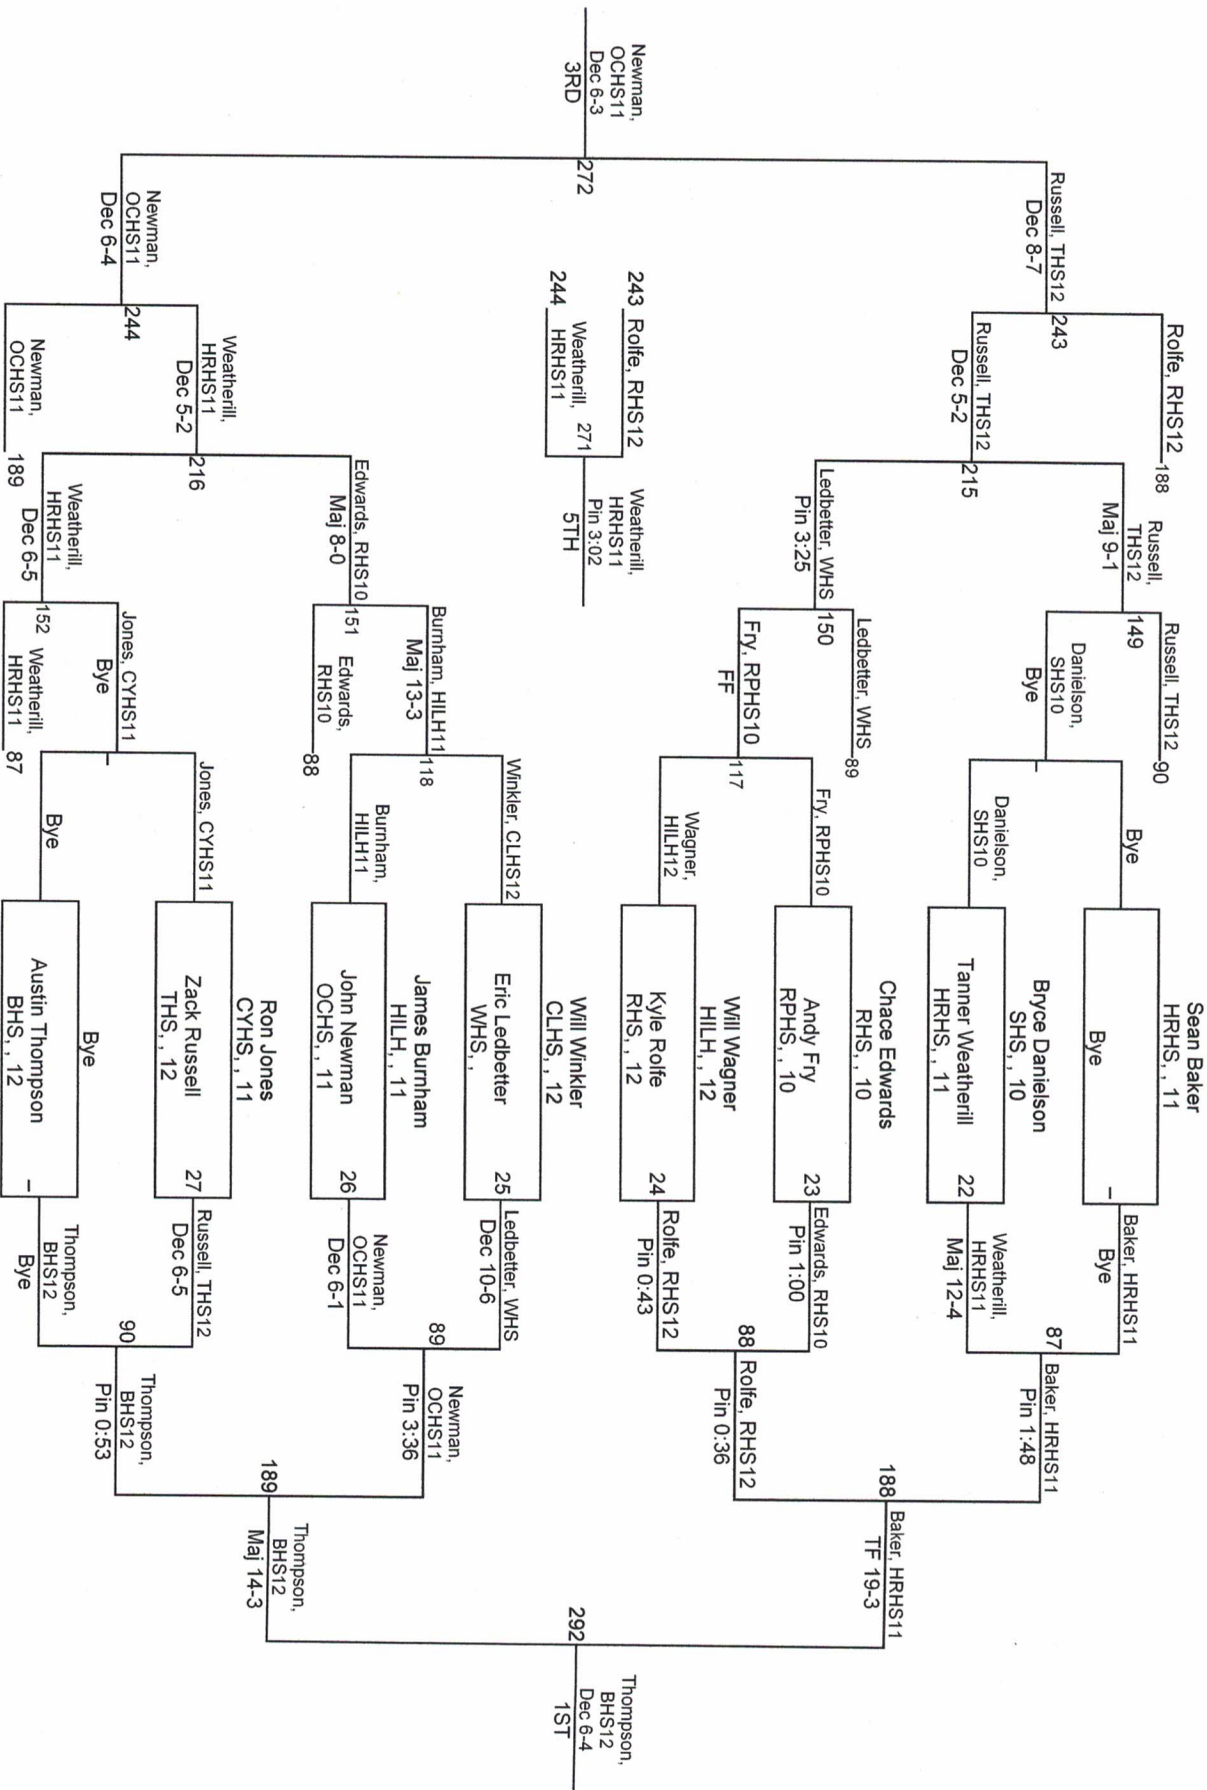 Sean Baker
HRHS, , 11
Bye
Bryce Danielson
SHS, , 10
Tanner Weatherill
HRHS, , 11
Chace Edwards
RHS, , 10
Andy Fry
RPHS, , 10
Will Wagner
HILH, , 12
Kyle Rolfe
RHS, , 12
Will Winkler
CLHS, , 12
Eric Ledbetter
WHS, ,
James Burnham
HILH, , 11
John Newman
OCHS, , 11
Ron Jones
CYHS, , 11
Zack Russell
THS, , 12
Bye
Austin Thompson
BHS, , 12
–
22
23
24
25
26
27
–
Baker, HRHS11
Bye
Weatherill,
HRHS11
Maj 12-4
Edwards, RHS10
Pin 1:00
Rolfe, RHS12
Pin 0:43
Ledbetter, WHS
Dec 10-6
Newman,
OCHS11
Dec 6-1
Russell, THS12
Dec 6-5
Thompson,
BHS12
Bye
87
88
89
90
Baker, HRHS11
Pin 1:48
Rolfe, RHS12
Pin 0:36
Newman,
OCHS11
Pin 3:36
Thompson,
BHS12
Pin 0:53
188
189
Baker, HRHS11
TF 19-3
Thompson,
BHS12
Maj 14-3
292
Thompson,
BHS12
Dec 6-4
1ST
Bye
Danielson,
SHS10
Fry, RPHS10
Wagner,
HILH12
Winkler, CLHS12
Burnham,
HILH11
Jones, CYHS11
Bye
–
117
118
–
Russell, THS12
90
Danielson,
SHS10
Bye
Ledbetter, WHS
89
Fry, RPHS10
FF
Burnham, HILH11
Maj 13-3
Edwards,
RHS10
88
Jones, CYHS11
Bye
Weatherill,
HRHS11
87
149
150
151
152
Russell,
THS12
Maj 9-1
Ledbetter, WHS
Pin 3:25
Edwards, RHS10
Maj 8-0
Weatherill,
HRHS11
Dec 6-5
215
216
Rolfe, RHS12
188
Russell, THS12
Dec 5-2
Weatherill,
HRHS11
Dec 5-2
Newman,
OCHS11
189
243
244
Russell, THS12
Dec 8-7
Newman,
OCHS11
Dec 6-4
272
Newman,
OCHS11
Dec 6-3
3RD
243 Rolfe, RHS12
244
Weatherill,
HRHS11
271
Weatherill,
HRHS11
Pin 3:02
5TH